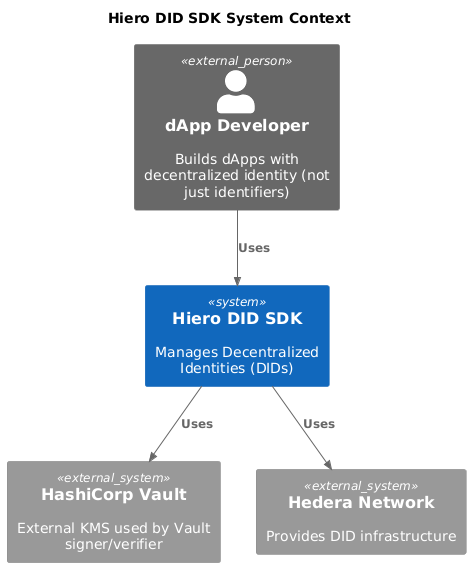 Hiero DID SDK System Context
«external_person»
dApp Developer
Builds dApps with
decentralized identity (not
just identifiers)
Uses
«system»
Hiero DID SDK
Manages Decentralized
Identities (DIDs)
Uses
Uses
«external_system»
HashiCorp Vault
External KMS used by Vault
signer/verifier
«external_system»
Hedera Network
Provides DID infrastructure